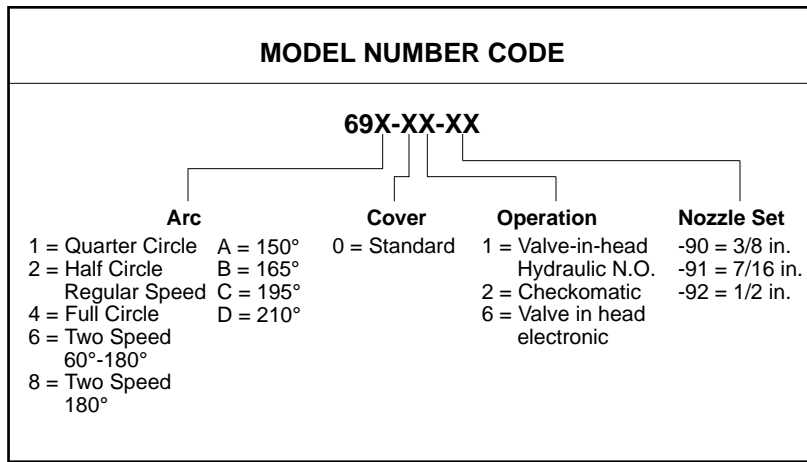 MODEL NUMBER CODE
69X-XX-XX
Arc
1 = Quarter Circle
2 = Half Circle
Regular Speed
4 = Full Circle
6 = Two Speed
60°-180°
8 = Two Speed
180°
A = 150°
B = 165°
C = 195°
D = 210°
Cover
0 = Standard
Operation
1 = Valve-in-head
Hydraulic N.O.
2 = Checkomatic
6 = Valve in head
electronic
Nozzle Set
-90 = 3/8 in.
-91 = 7/16 in.
-92 = 1/2 in.